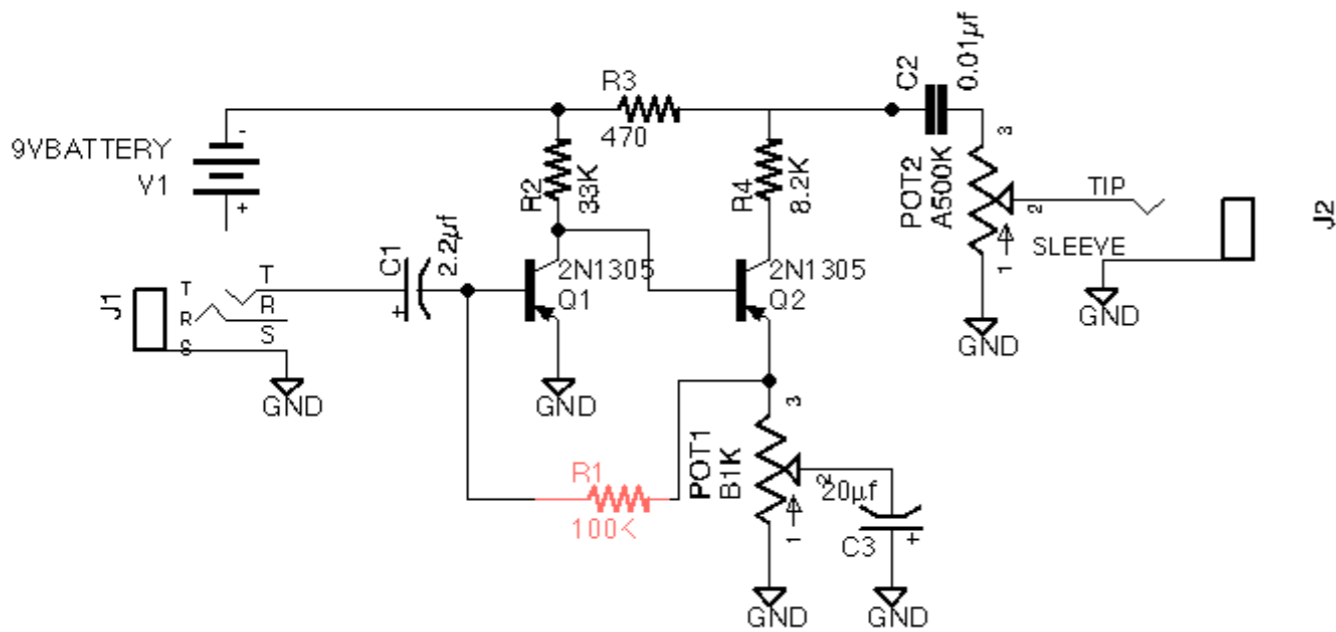 C2
0.01µf
R3
470
-
9VBATTERY
V1
+
R2
33K
R4
8.2K
3
POT2
A500K
2
TIP
1
SLEEVE
J2
GND
GND
C1
2.2µf
+
2N1305
Q1
2N1305
Q2
J1
T
R
S
T
R
S
GND
GND
R1
100K
3
POT1
B1K
2
1
20µf
C3
+
GND
GND